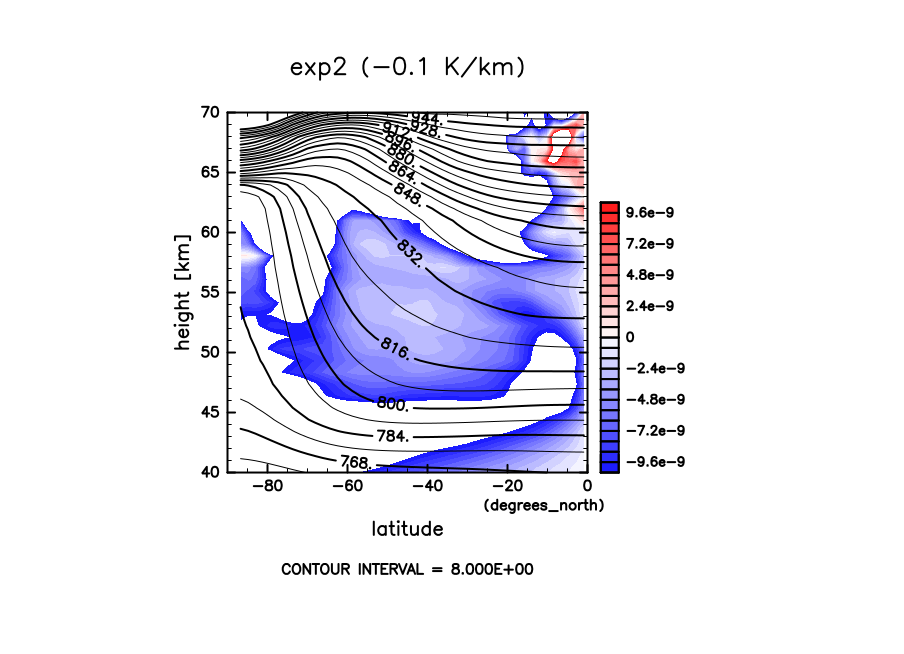 exp2 (−0.1 K/km)
70
65
60
55
50
45
40
height [km]
944.
928.
912.
896.
880.
864.
848.
832.
816.
800.
784.
768.
9.6e−9
7.2e−9
4.8e−9
2.4e−9
0
−2.4e−9
−4.8e−9
−7.2e−9
−9.6e−9
−80 −60 −40 −20 0
(degrees_north)
latitude
CONTOUR INTERVAL = 8.000E+00